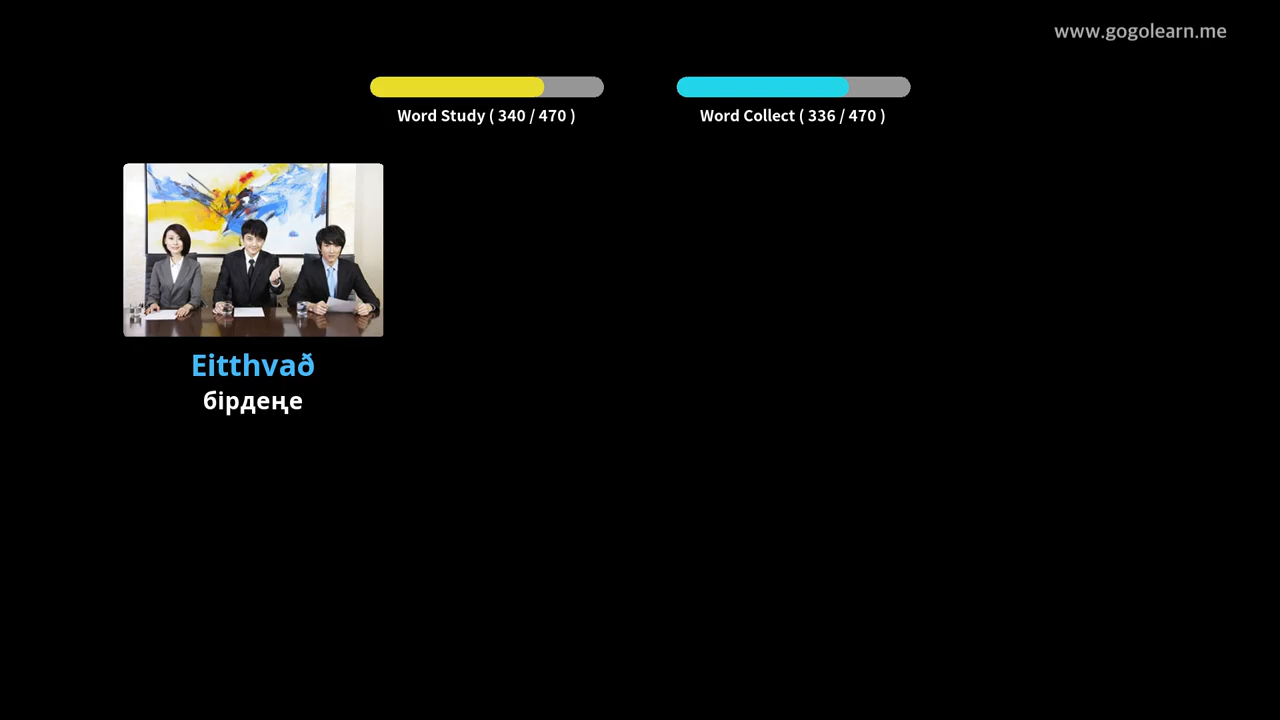 www.gogolearn.me
Word Study ( 340 / 470 )
Word Collect ( 336 / 470 )
Eitthvað
бірдеңе